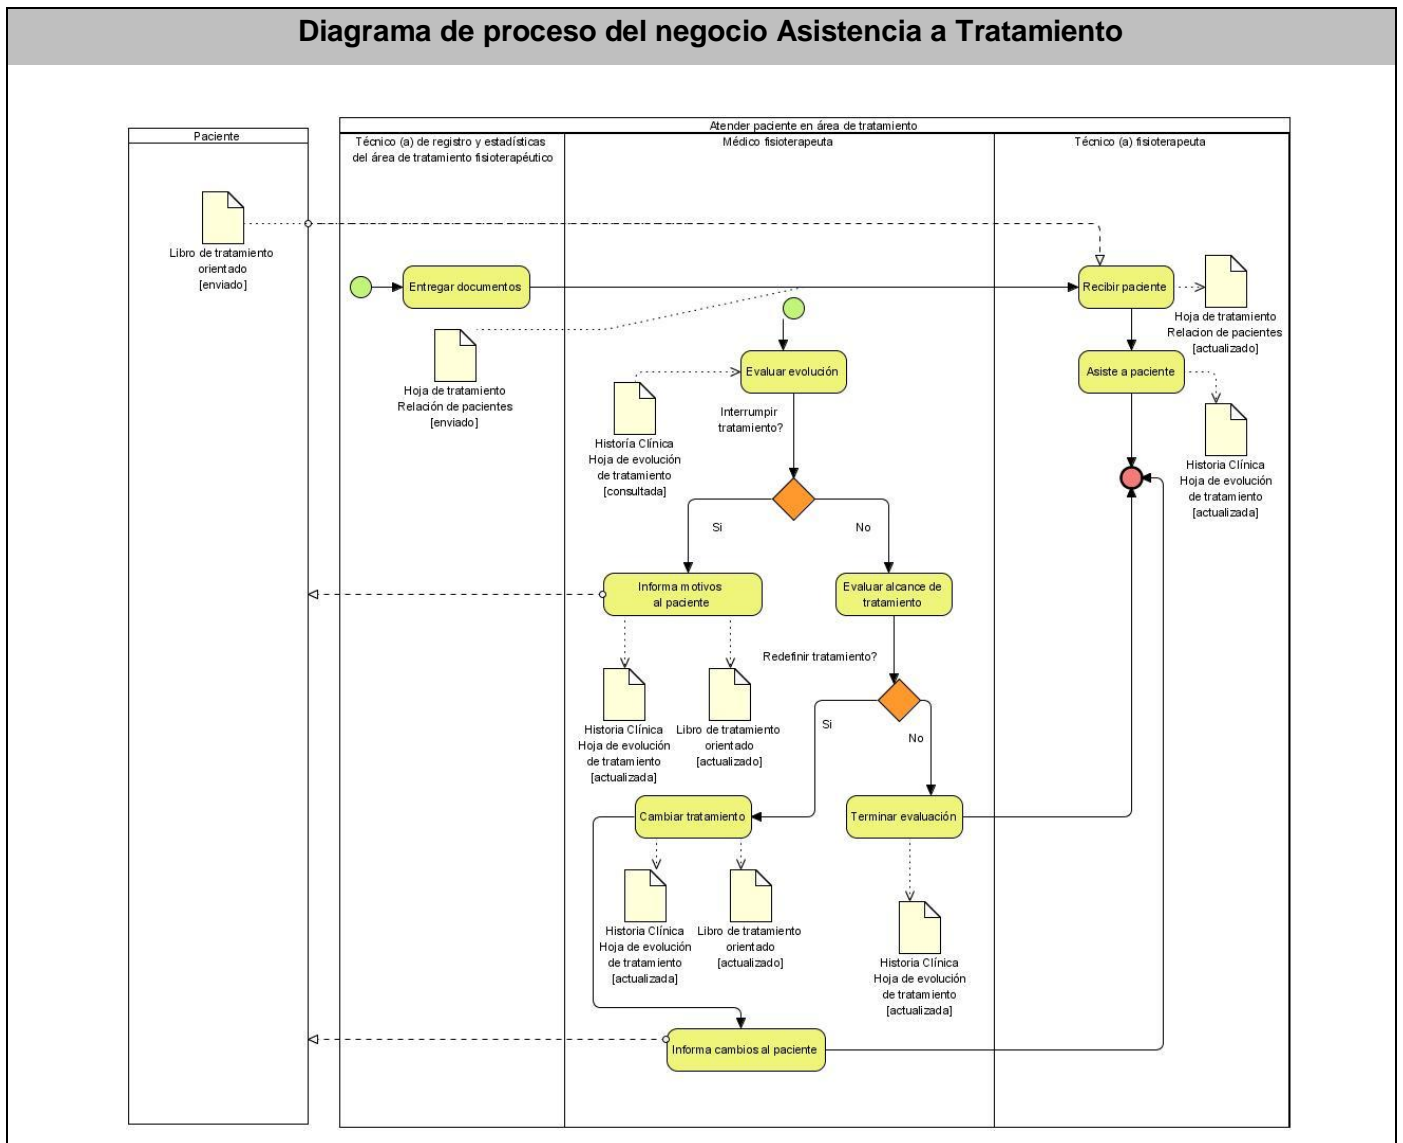 Diagrama de proceso del negocio Asistencia a Tratamiento
Paciente
Atender paciente en área de tratamiento
Técnico (a) de registro y estadísticas
del área de tratamiento fisioterapéutico
Médico fisioterapeuta
Técnico (a) fisioterapeuta
Libro de tratamiento
orientado
[enviado]
Entregar documentos
Recibir paciente
Hoja de tratamiento
Relacion de pacientes
[actualizado]
Hoja de tratamiento
Relación de pacientes
[enviado]
Evaluar evolución
Asiste a paciente
Interrumpir
tratamiento?
Historía Clínica
Hoja de evolución
de tratamiento
[consultada]
Historia Clínica
Hoja de evolución
de tratamiento
[actualizada]
Si
No
Informa motivos
al paciente
Evaluar alcance de
tratamiento
Redefinir tratamiento?
Historia Clínica
Hoja de evolución
de tratamiento
[actualizada]
Libro de tratamiento
orientado
[actualizado]
Si
No
Cambiar tratamiento
Terminar evaluación
Historia Clínica
Hoja de evolución
de tratamiento
[actualizada]
Libro de tratamiento
orientado
[actualizado]
Historia Clínica
Hoja de evolución
de tratamiento
[actualizada]
Informa cambios al paciente